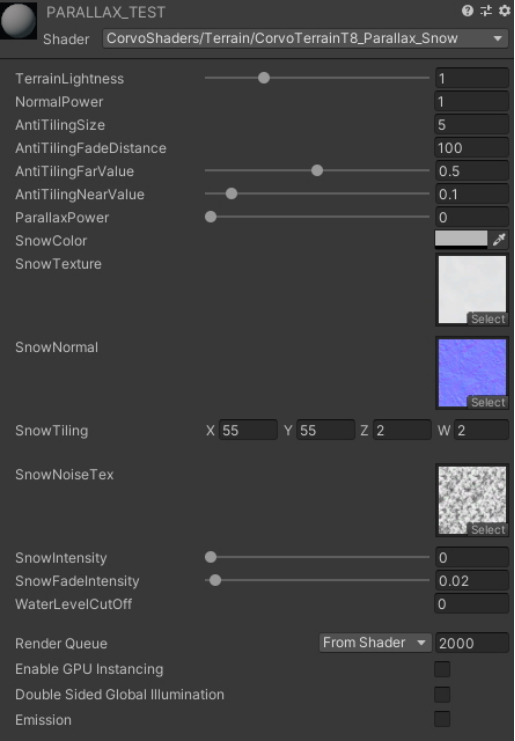 PARALLAX_TEST
Shader CorvoShaders/Terrain/CorvoTerrainT8_Parallax_Snow
TerrainLightness 1
NormalPower 1
AntiTilingSize 5
AntiTilingFadeDistance 100
AntiTilingFarValue 0.5
AntiTilingNearValue 0.1
ParallaxPower 0
SnowColor
SnowTexture
Select
SnowNormal
Select
SnowTiling X 55 Y 55 Z 2 W 2
SnowNoiseTex
Select
SnowIntensity 0
SnowFadeIntensity 0.02
WaterLevelCutOff 0
Render Queue From Shader 2000
Enable GPU Instancing
Double Sided Global Illumination
Emission